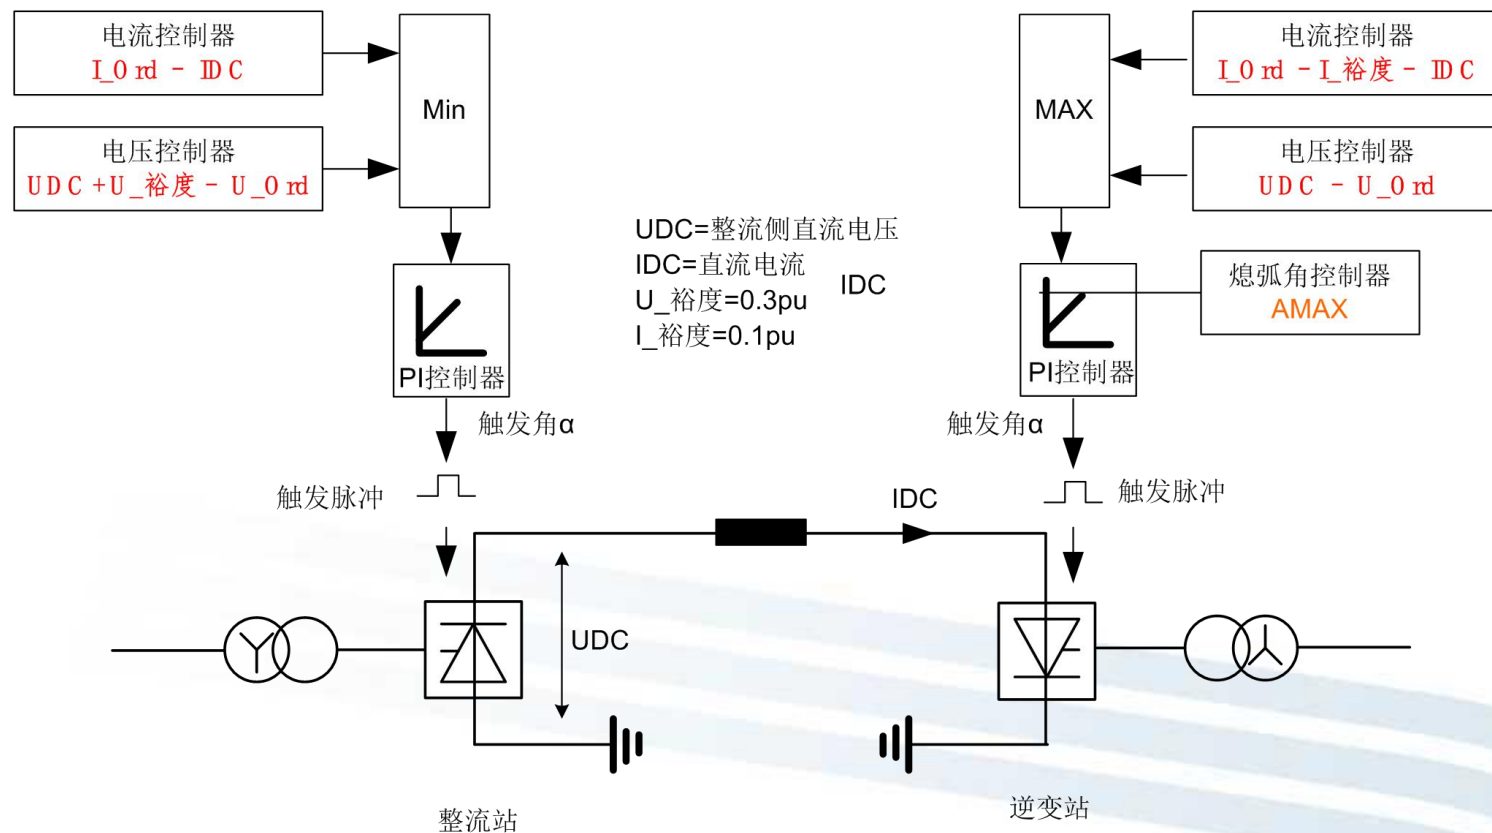 电流控制器
I_Ord - IDC
Min
电压控制器
UDC+U_裕度- U_Ord
MAX
电流控制器
I_Ord -I_裕度- IDC
电压控制器
UDC - U_Ord
UDC=整流侧直流电压
IDC=直流电流
U_裕度=0.3pu
I_裕度=0.1pu
IDC
熄弧角控制器
AMAX
PI控制器
PI控制器
触发角α
触发角α
触发脉冲
触发脉冲
IDC
UDC
整流站
逆变站